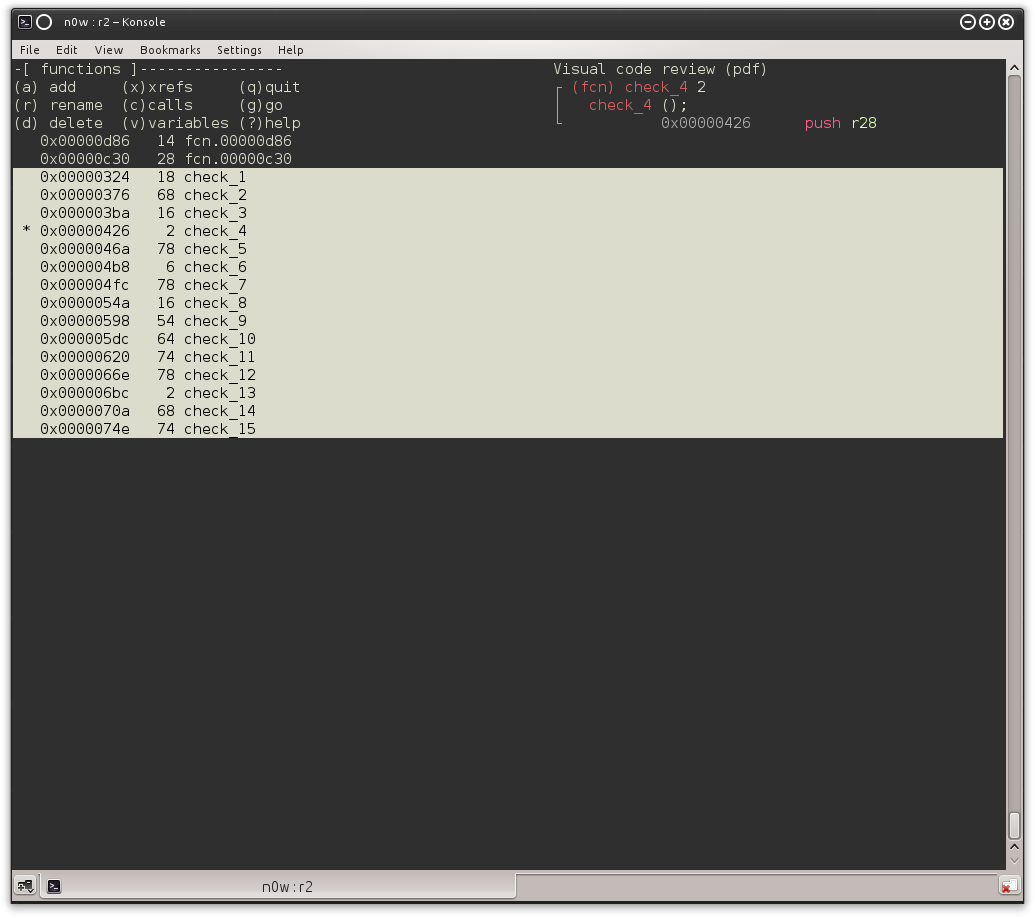 n0w : r2 – Konsole
File Edit View Bookmarks Settings Help
-[ functions ]----------------
(a) add (x)xrefs (q)quit
(r) rename (c)calls (g)go
(d) delete (v)variables (?)help
0x00000d86 14 fcn.00000d86
0x00000c30 28 fcn.00000c30
0x00000324 18 check_1
0x00000376 68 check_2
0x000003ba 16 check_3
* 0x00000426 2 check_4
0x0000046a 78 check_5
0x000004b8 6 check_6
0x000004fc 78 check_7
0x0000054a 16 check_8
0x00000598 54 check_9
0x000005dc 64 check_10
0x00000620 74 check_11
0x0000066e 78 check_12
0x000006bc 2 check_13
0x0000070a 68 check_14
0x0000074e 74 check_15
Visual code review (pdf)
(fcn) check_4 2
check_4 ();
0x00000426 push r28
n0w : r2